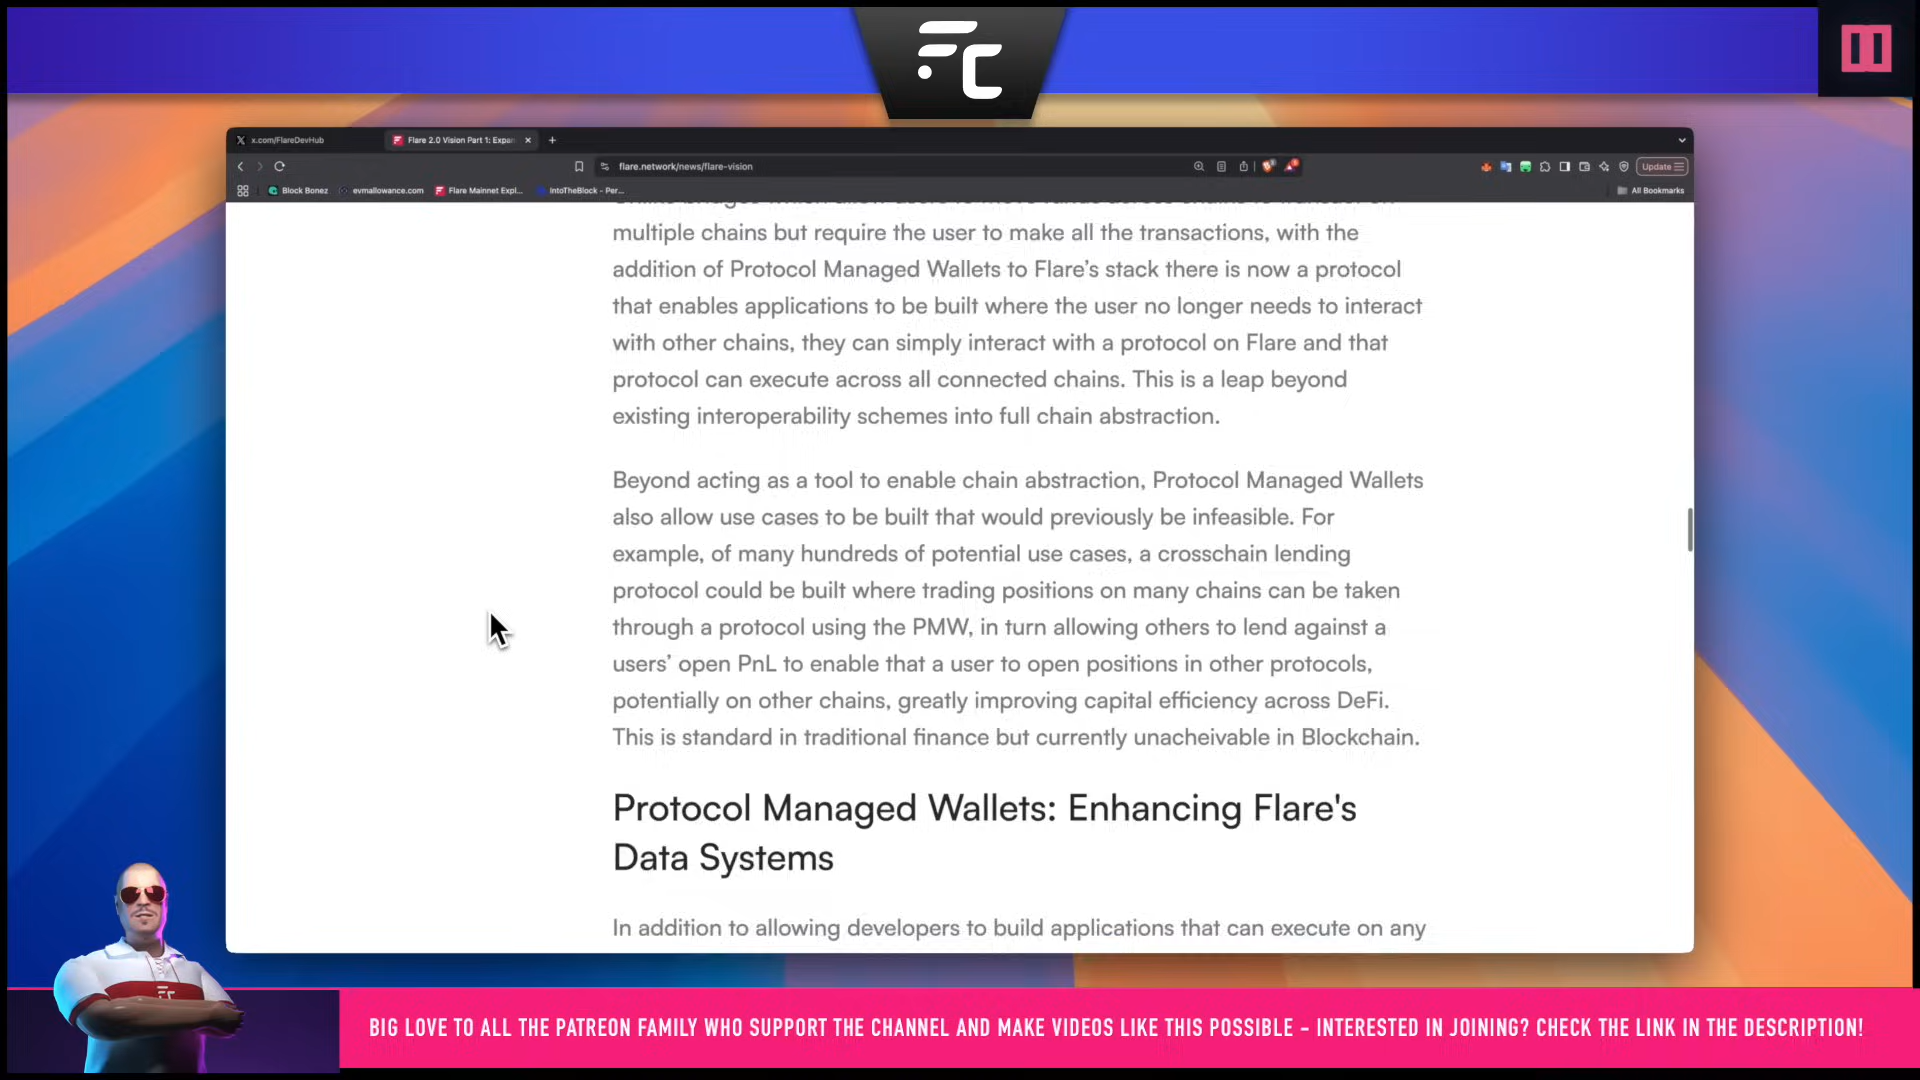 x.com/FlareDevHub
Flare 2.0 Vision Part 1: Expan
flare.network/news/flare-vision
Update
Block Bonez
evmallowance.com
Flare Mainnet Expl...
IntoTheBlock - Per...
All Bookmarks
multiple chains but require the user to make all the transactions, with the
addition of Protocol Managed Wallets to Flare’s stack there is now a protocol
that enables applications to be built where the user no longer needs to interact
with other chains, they can simply interact with a protocol on Flare and that
protocol can execute across all connected chains. This is a leap beyond
existing interoperability schemes into full chain abstraction.
Beyond acting as a tool to enable chain abstraction, Protocol Managed Wallets
also allow use cases to be built that would previously be infeasible. For
example, of many hundreds of potential use cases, a crosschain lending
protocol could be built where trading positions on many chains can be taken
through a protocol using the PMW, in turn allowing others to lend against a
users’ open PnL to enable that a user to open positions in other protocols,
potentially on other chains, greatly improving capital efficiency across DeFi.
This is standard in traditional finance but currently unacheivable in Blockchain.
Protocol Managed Wallets: Enhancing Flare's
Data Systems
In addition to allowing developers to build applications that can execute on any
BIG LOVE TO ALL THE PATREON FAMILY WHO SUPPORT THE CHANNEL AND MAKE VIDEOS LIKE THIS POSSIBLE - INTERESTED IN JOINING? CHECK THE LINK IN THE DESCRIPTION!